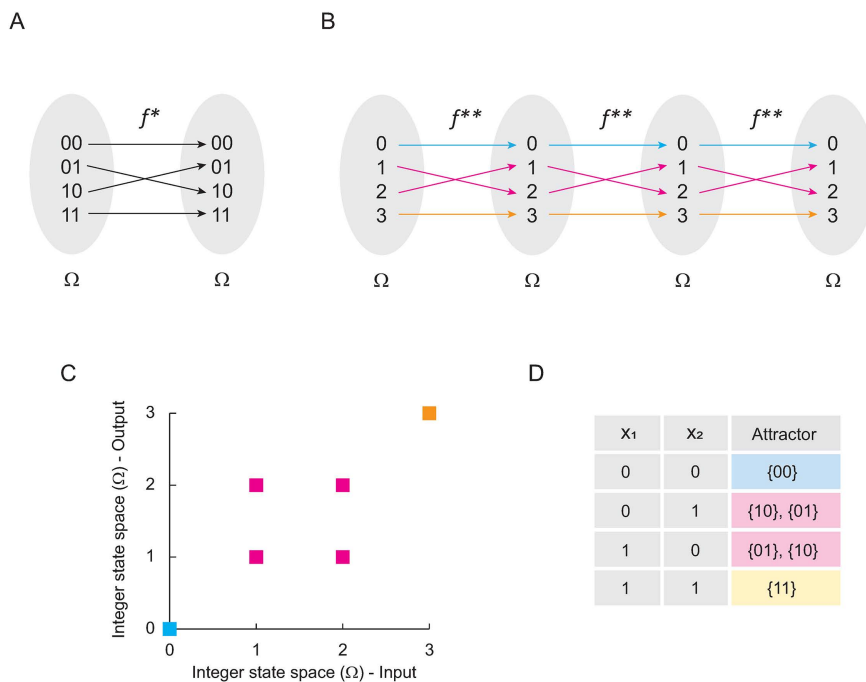 A
B
f*
00 00
01 01
10 10
11 11
Ω Ω
f** f** f**
0 0 0 0
1 1 1 1
2 2 2 2
3 3 3 3
Ω Ω Ω Ω
C
Integer state space (Ω) - Output
3
2
1
0
0 1 2 3
Integer state space (Ω) - Input
D
X₁ X₂ Attractor
0 0 {00}
0 1 {10}, {01}
1 0 {01}, {10}
1 1 {11}